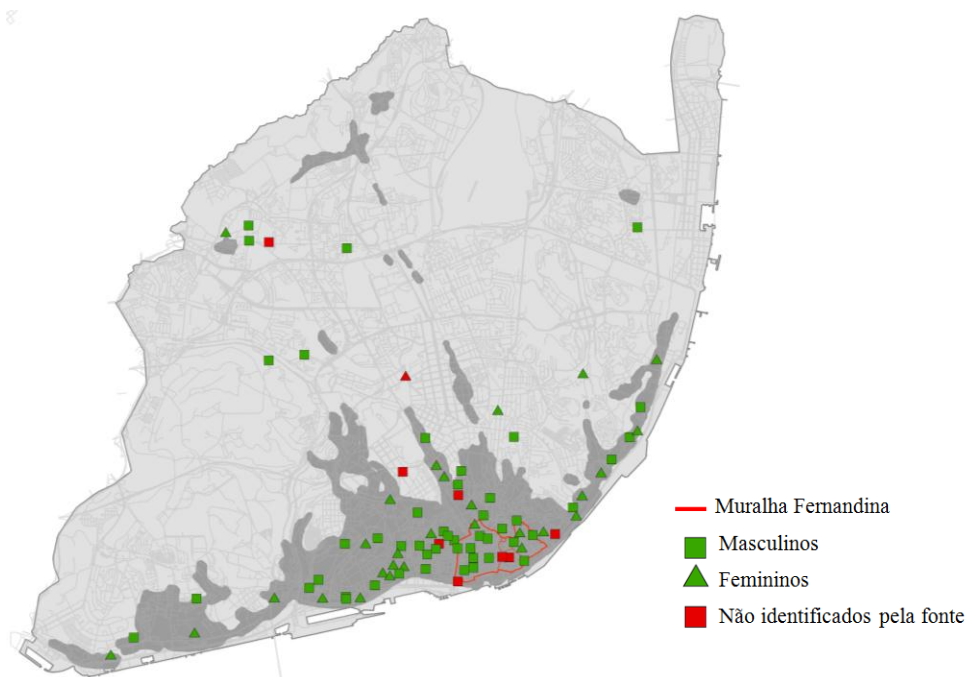 Muralha Fernandina
Masculinos
Femininos
Não identificados pela fonte